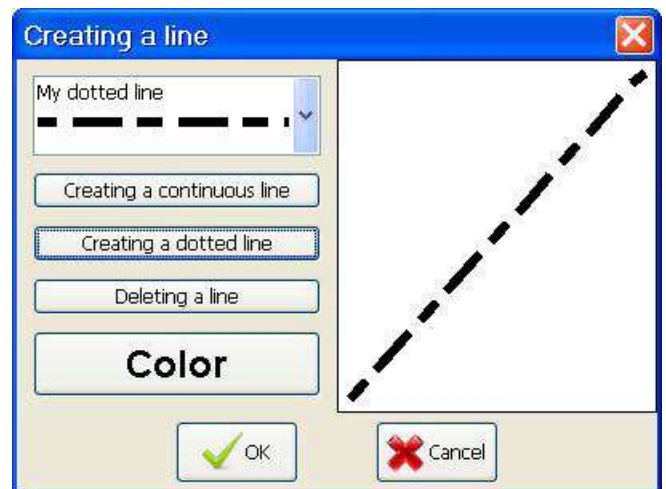 Creating a line
My dotted line
Creating a continuous line
Creating a dotted line
Deleting a line
Color
OK
Cancel